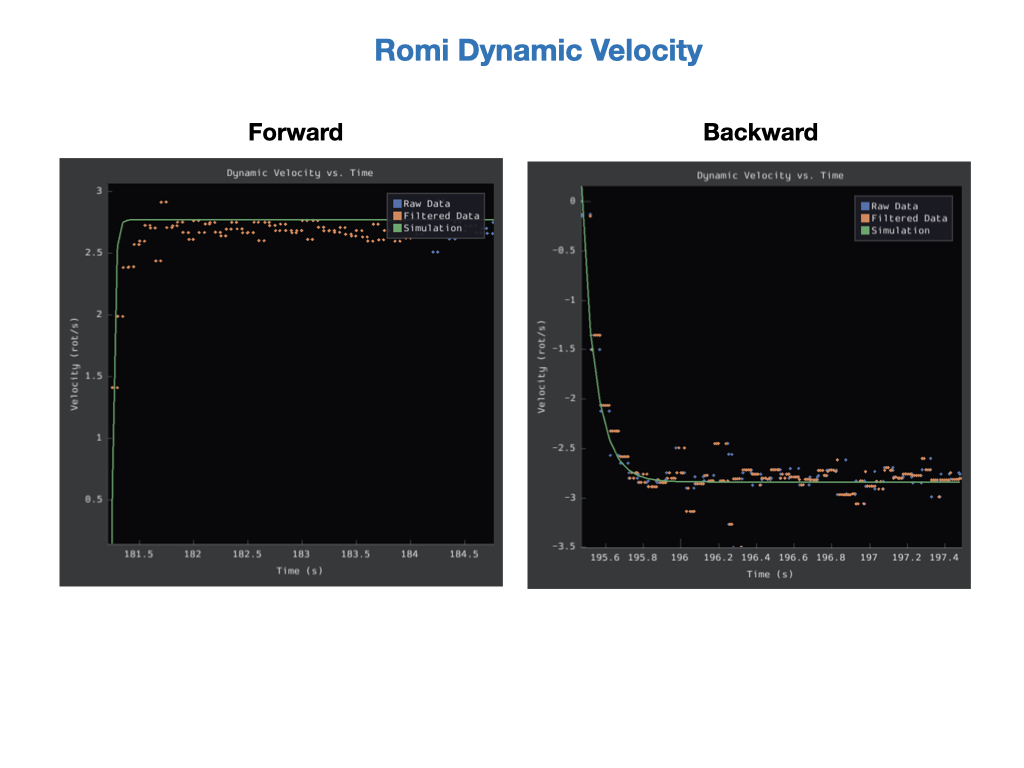 Romi Dynamic Velocity
Forward
Backward
Dynamic Velocity vs. Time
Raw Data
Filtered Data
Simulation
3
2.5
2
1.5
1
0.5
Velocity (rot/s)
181.5 182 182.5 183 183.5 184 184.5
Time (s)
Dynamic Velocity vs. Time
Raw Data
Filtered Data
Simulation
0
-0.5
-1
-1.5
-2
-2.5
-3
-3.5
Velocity (rot/s)
195.6 195.8 196 196.2 196.4 196.6 196.8 197 197.2 197.4
Time (s)